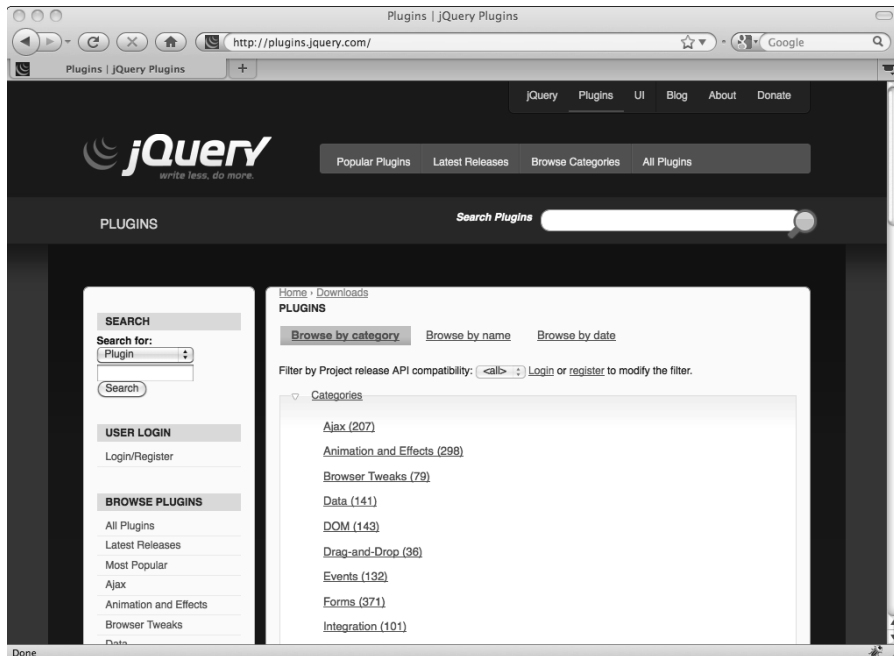 Plugins | jQuery Plugins
http://plugins.jquery.com/
Google
Plugins | jQuery Plugins
+
jQuery Plugins UI Blog About Donate
jQuery
write less, do more.
Popular Plugins Latest Releases Browse Categories All Plugins
PLUGINS
Search Plugins
SEARCH
Search for:
Plugin
Search
USER LOGIN
Login/Register
BROWSE PLUGINS
All Plugins
Latest Releases
Most Popular
Ajax
Animation and Effects
Browser Tweaks
Data
Home › Downloads
PLUGINS
Browse by category Browse by name Browse by date
Filter by Project release API compatibility: <all> Login or register to modify the filter.
Categories
Ajax (207)
Animation and Effects (298)
Browser Tweaks (79)
Data (141)
DOM (143)
Drag-and-Drop (36)
Events (132)
Forms (371)
Integration (101)
Done